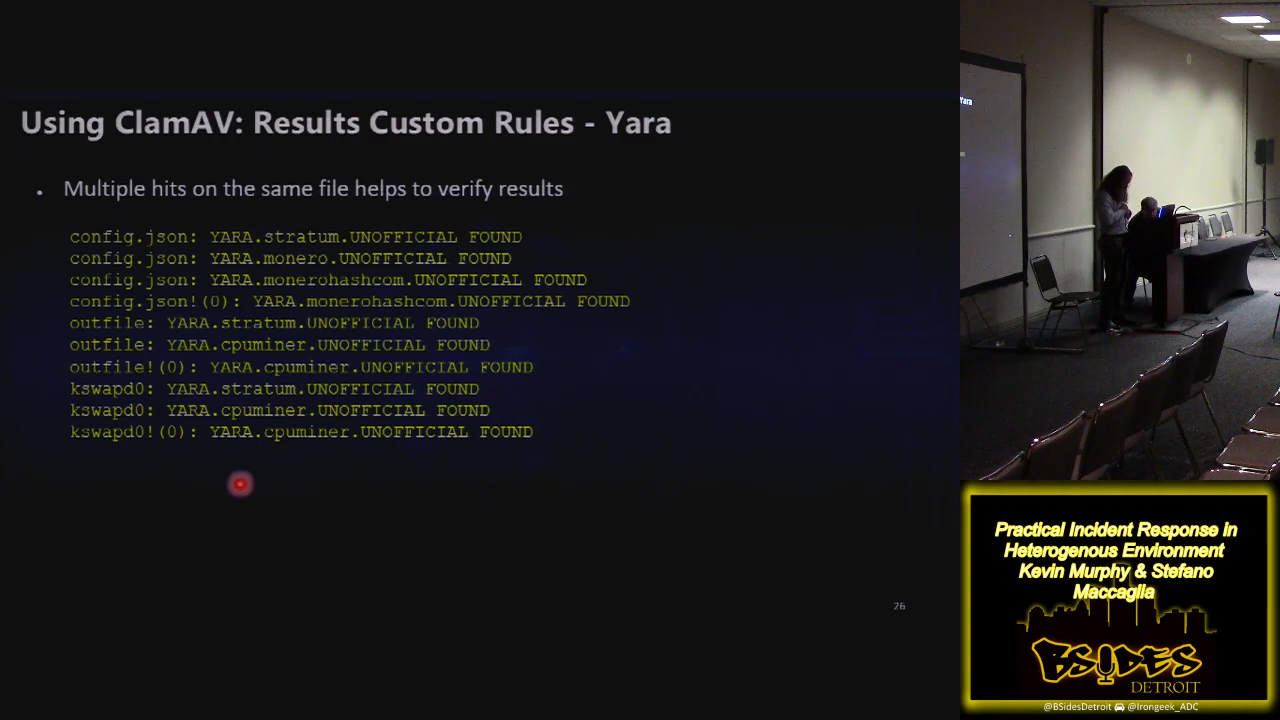 Using ClamAV: Results Custom Rules - Yara
• Multiple hits on the same file helps to verify results
config.json: YARA.stratum.UNOFFICIAL FOUND
config.json: YARA.monero.UNOFFICIAL FOUND
config.json: YARA.monerohashcom.UNOFFICIAL FOUND
config.json!(0): YARA.monerohashcom.UNOFFICIAL FOUND
outfile: YARA.stratum.UNOFFICIAL FOUND
outfile: YARA.cpuminer.UNOFFICIAL FOUND
outfile!(0): YARA.cpuminer.UNOFFICIAL FOUND
kswapd0: YARA.stratum.UNOFFICIAL FOUND
kswapd0: YARA.cpuminer.UNOFFICIAL FOUND
kswapd0!(0): YARA.cpuminer.UNOFFICIAL FOUND
26
Yara
Practical Incident Response in
Heterogenous Environment
Kevin Murphy & Stefano
Maccaglia
BSIDES
DETROIT
@BSidesDetroit @Irongeek_ADC